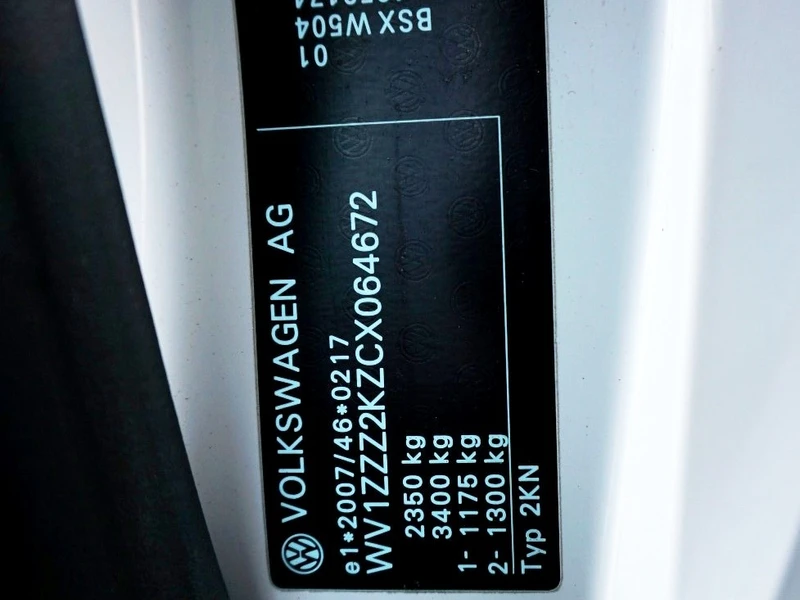 VOLKSWAGEN AG
e1*2007/46*0217
WV1ZZZ2KZCX064672
2350 kg
3400 kg
1- 1175 kg
2- 1300 kg
Typ 2KN
01
BSX W504